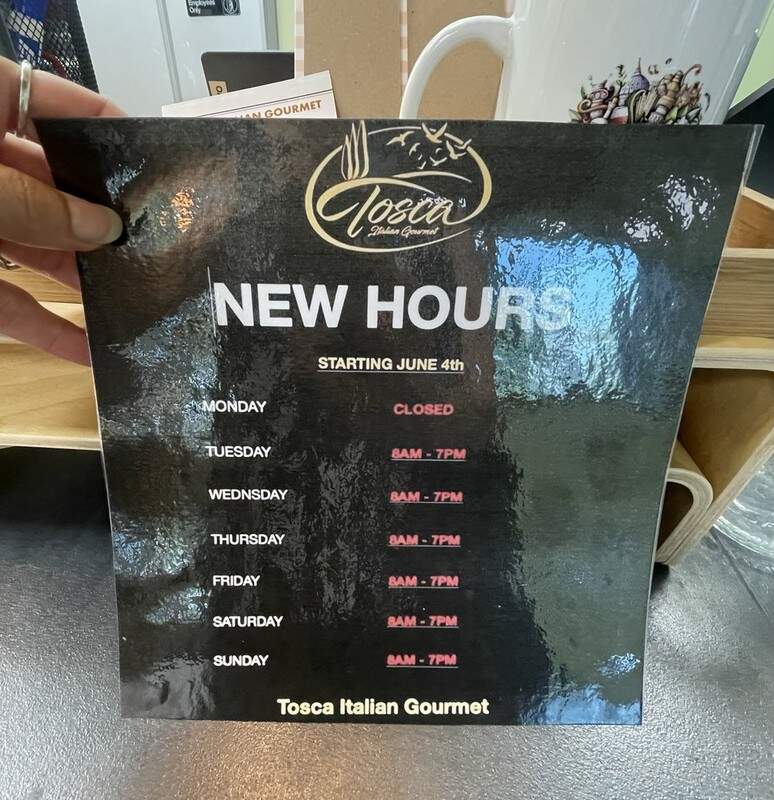 Employees
Only
IAN GOURMET
Tosca
Italian Gourmet
NEW HOURS
STARTING JUNE 4th
MONDAY CLOSED
TUESDAY 8AM - 7PM
WEDNSDAY 8AM - 7PM
THURSDAY 8AM - 7PM
FRIDAY 8AM - 7PM
SATURDAY 8AM - 7PM
SUNDAY 8AM - 7PM
Tosca Italian Gourmet